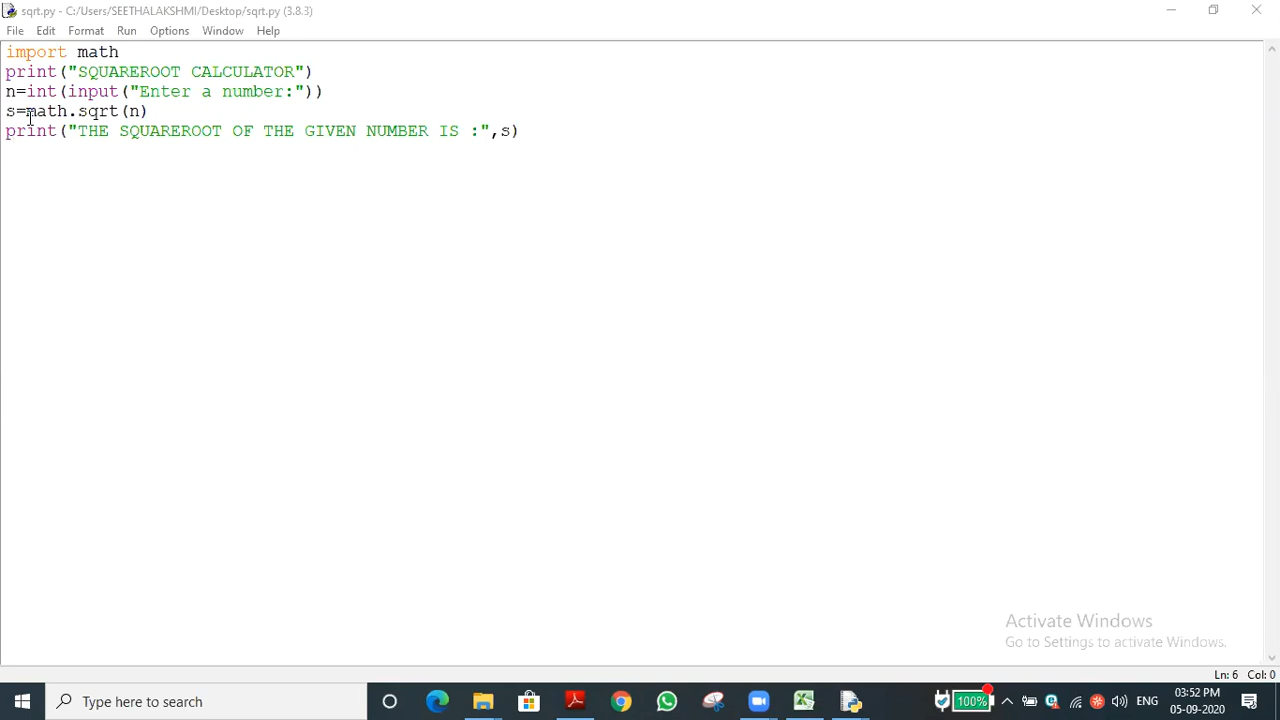 sqrt.py - C:/Users/SEETHALAKSHMI/Desktop/sqrt.py (3.8.3)
File Edit Format Run Options Window Help
import math
print("SQUAREROOT CALCULATOR")
n=int(input("Enter a number:"))
s=math.sqrt(n)
print("THE SQUAREROOT OF THE GIVEN NUMBER IS :",s)
Activate Windows
Go to Settings to activate Windows.
Ln: 6 Col: 0
Type here to search
100%
ENG
03:52 PM
05-09-2020